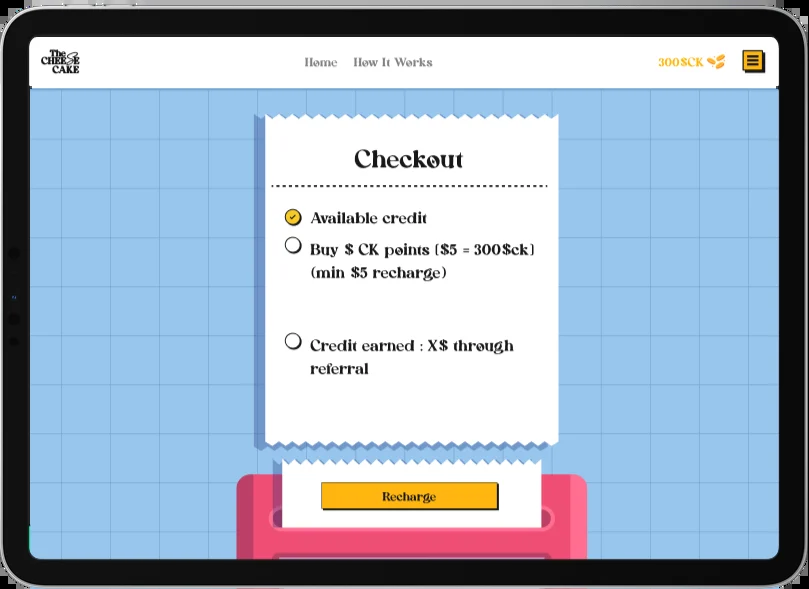 The
CHEESE
CAKE
Home How It Works
300$CK
Checkout
Available credit
Buy $ CK points [$5 = 300$ck]
(min $5 recharge)
Credit earned : X$ through
referral
Recharge